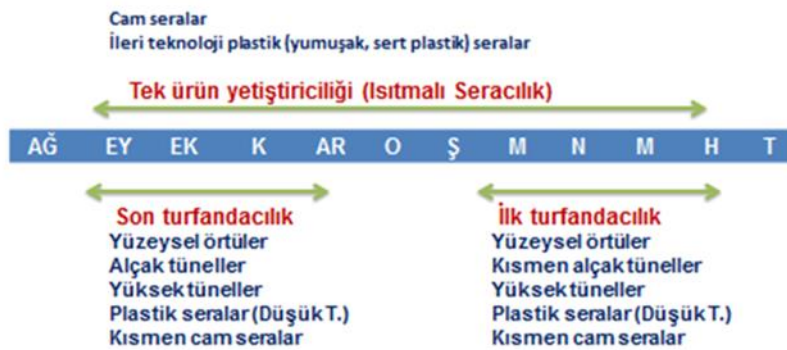 Cam seralar
İleri teknoloji plastik (yumuşak, sert plastik) seralar
Tek ürün yetiştiriciliği (Isıtmalı Seracılık)
AĞ EY EK K AR O Ş M N M H T
Son turfandacılık
Yüzeysel örtüler
Alçak tüneller
Yüksek tüneller
Plastik seralar (Düşük T.)
Kısmen cam seralar
İlk turfandacılık
Yüzeysel örtüler
Kısmen alçak tüneller
Yüksek tüneller
Plastik seralar (Düşük T.)
Kısmen cam seralar